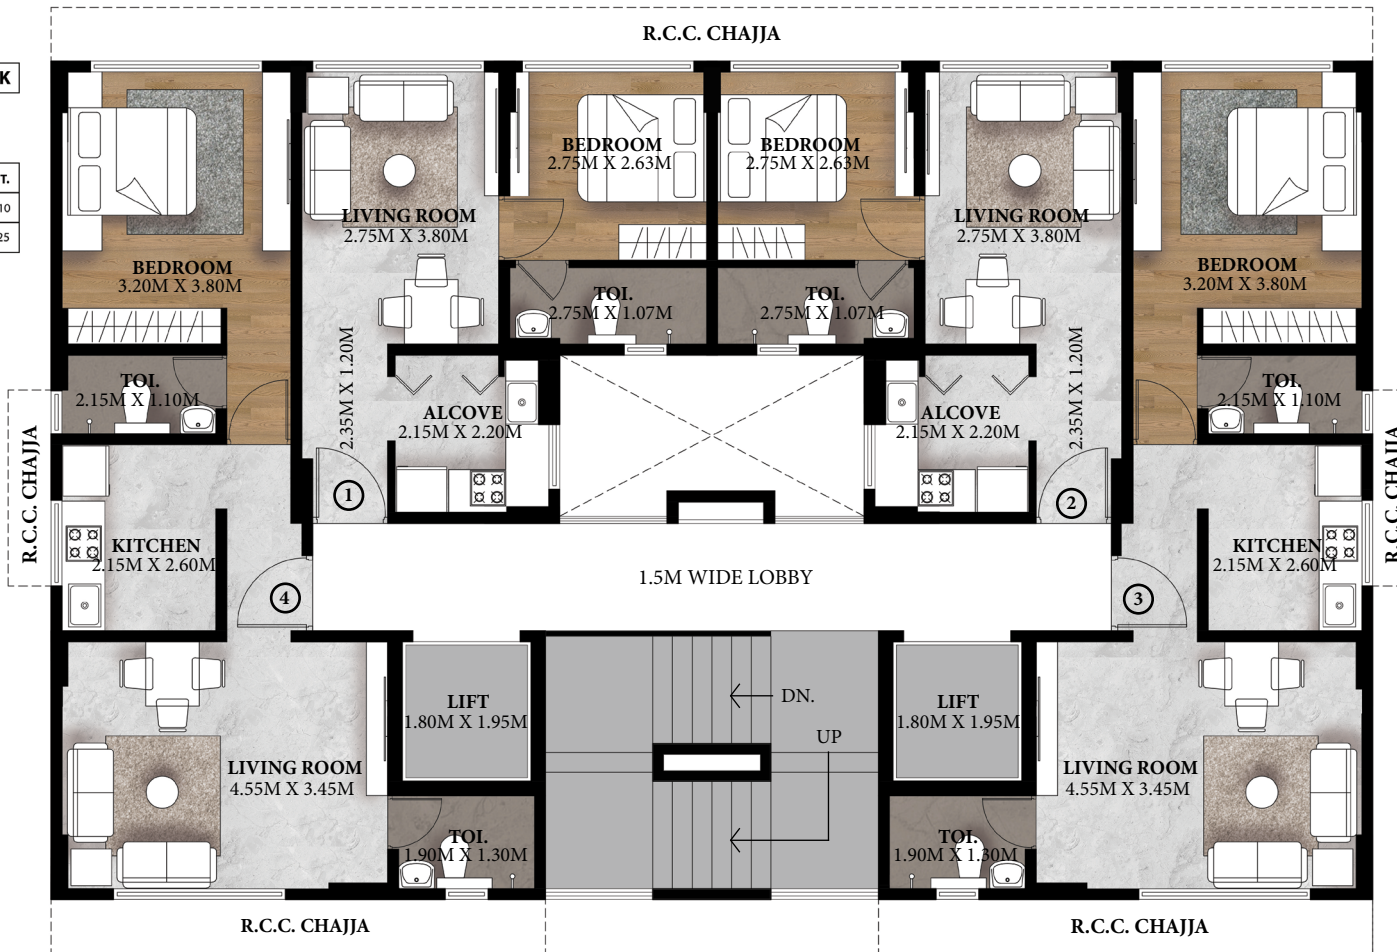 R.C.C. CHAJJA
K
T.
10
25
BEDROOM
3.20M X 3.80M
LIVING ROOM
2.75M X 3.80M
BEDROOM
2.75M X 2.63M
BEDROOM
2.75M X 2.63M
LIVING ROOM
2.75M X 3.80M
BEDROOM
3.20M X 3.80M
TOI.
2.75M X 1.07M
TOI.
2.75M X 1.07M
TOI.
2.15M X 1.10M
2.35M X 1.20M
ALCOVE
2.15M X 2.20M
ALCOVE
2.15M X 2.20M
2.35M X 1.20M
TOI.
2.15M X 1.10M
R.C.C. CHAJJA
R.C.C. CHAJJA
1
2
KITCHEN
2.15M X 2.60M
4
1.5M WIDE LOBBY
3
KITCHEN
2.15M X 2.60M
LIFT
1.80M X 1.95M
DN.
UP
LIFT
1.80M X 1.95M
LIVING ROOM
4.55M X 3.45M
LIVING ROOM
4.55M X 3.45M
TOI.
1.90M X 1.30M
TOI.
1.90M X 1.30M
R.C.C. CHAJJA
R.C.C. CHAJJA